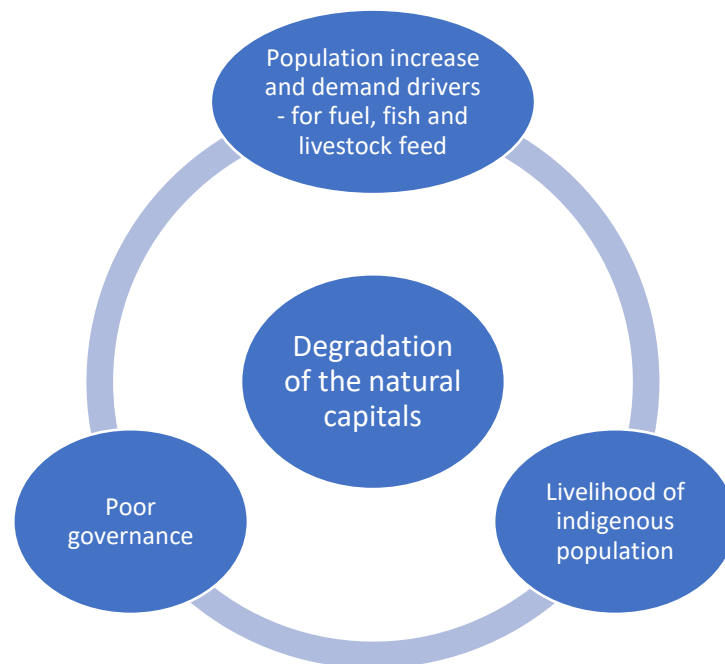 Population increase
and demand drivers
- for fuel, fish and
livestock feed
Degradation
of the natural
capitals
Poor
governance
Livelihood of
indigenous
population